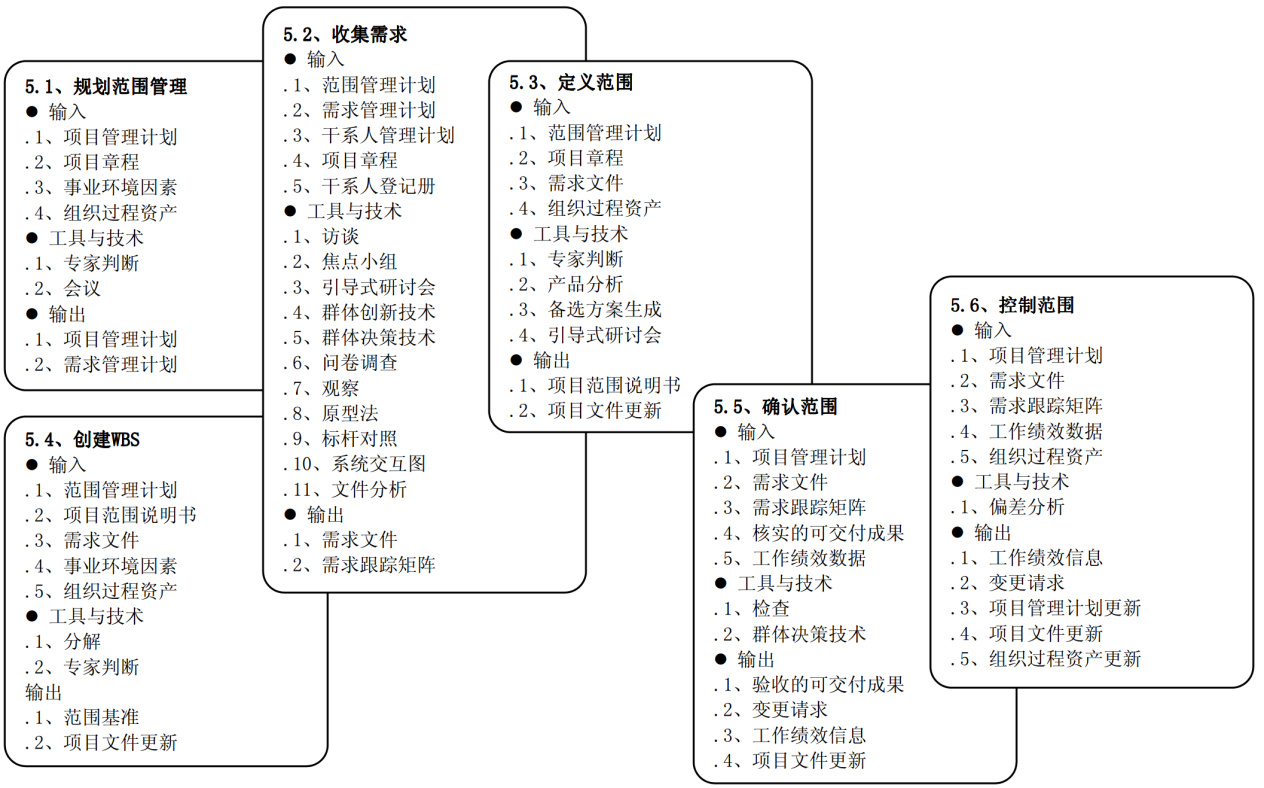 5.1、规划范围管理
● 输入
.1、项目管理计划
.2、项目章程
.3、事业环境因素
.4、组织过程资产
● 工具与技术
.1、专家判断
.2、会议
● 输出
.1、项目管理计划
.2、需求管理计划
5.2、收集需求
● 输入
.1、范围管理计划
.2、需求管理计划
.3、干系人管理计划
.4、项目章程
.5、干系人登记册
● 工具与技术
.1、访谈
.2、焦点小组
.3、引导式研讨会
.4、群体创新技术
.5、群体决策技术
.6、问卷调查
.7、观察
.8、原型法
.9、标杆对照
.10、系统交互图
.11、文件分析
● 输出
.1、需求文件
.2、需求跟踪矩阵
5.3、定义范围
● 输入
.1、范围管理计划
.2、项目章程
.3、需求文件
.4、组织过程资产
● 工具与技术
.1、专家判断
.2、产品分析
.3、备选方案生成
.4、引导式研讨会
● 输出
.1、项目范围说明书
.2、项目文件更新
5.4、创建WBS
● 输入
.1、范围管理计划
.2、项目范围说明书
.3、需求文件
.4、事业环境因素
.5、组织过程资产
● 工具与技术
.1、分解
.2、专家判断
输出
.1、范围基准
.2、项目文件更新
5.5、确认范围
● 输入
.1、项目管理计划
.2、需求文件
.3、需求跟踪矩阵
.4、核实的可交付成果
.5、工作绩效数据
● 工具与技术
.1、检查
.2、群体决策技术
● 输出
.1、验收的可交付成果
.2、变更请求
.3、工作绩效信息
.4、项目文件更新
5.6、控制范围
● 输入
.1、项目管理计划
.2、需求文件
.3、需求跟踪矩阵
.4、工作绩效数据
.5、组织过程资产
● 工具与技术
.1、偏差分析
● 输出
.1、工作绩效信息
.2、变更请求
.3、项目管理计划更新
.4、项目文件更新
.5、组织过程资产更新